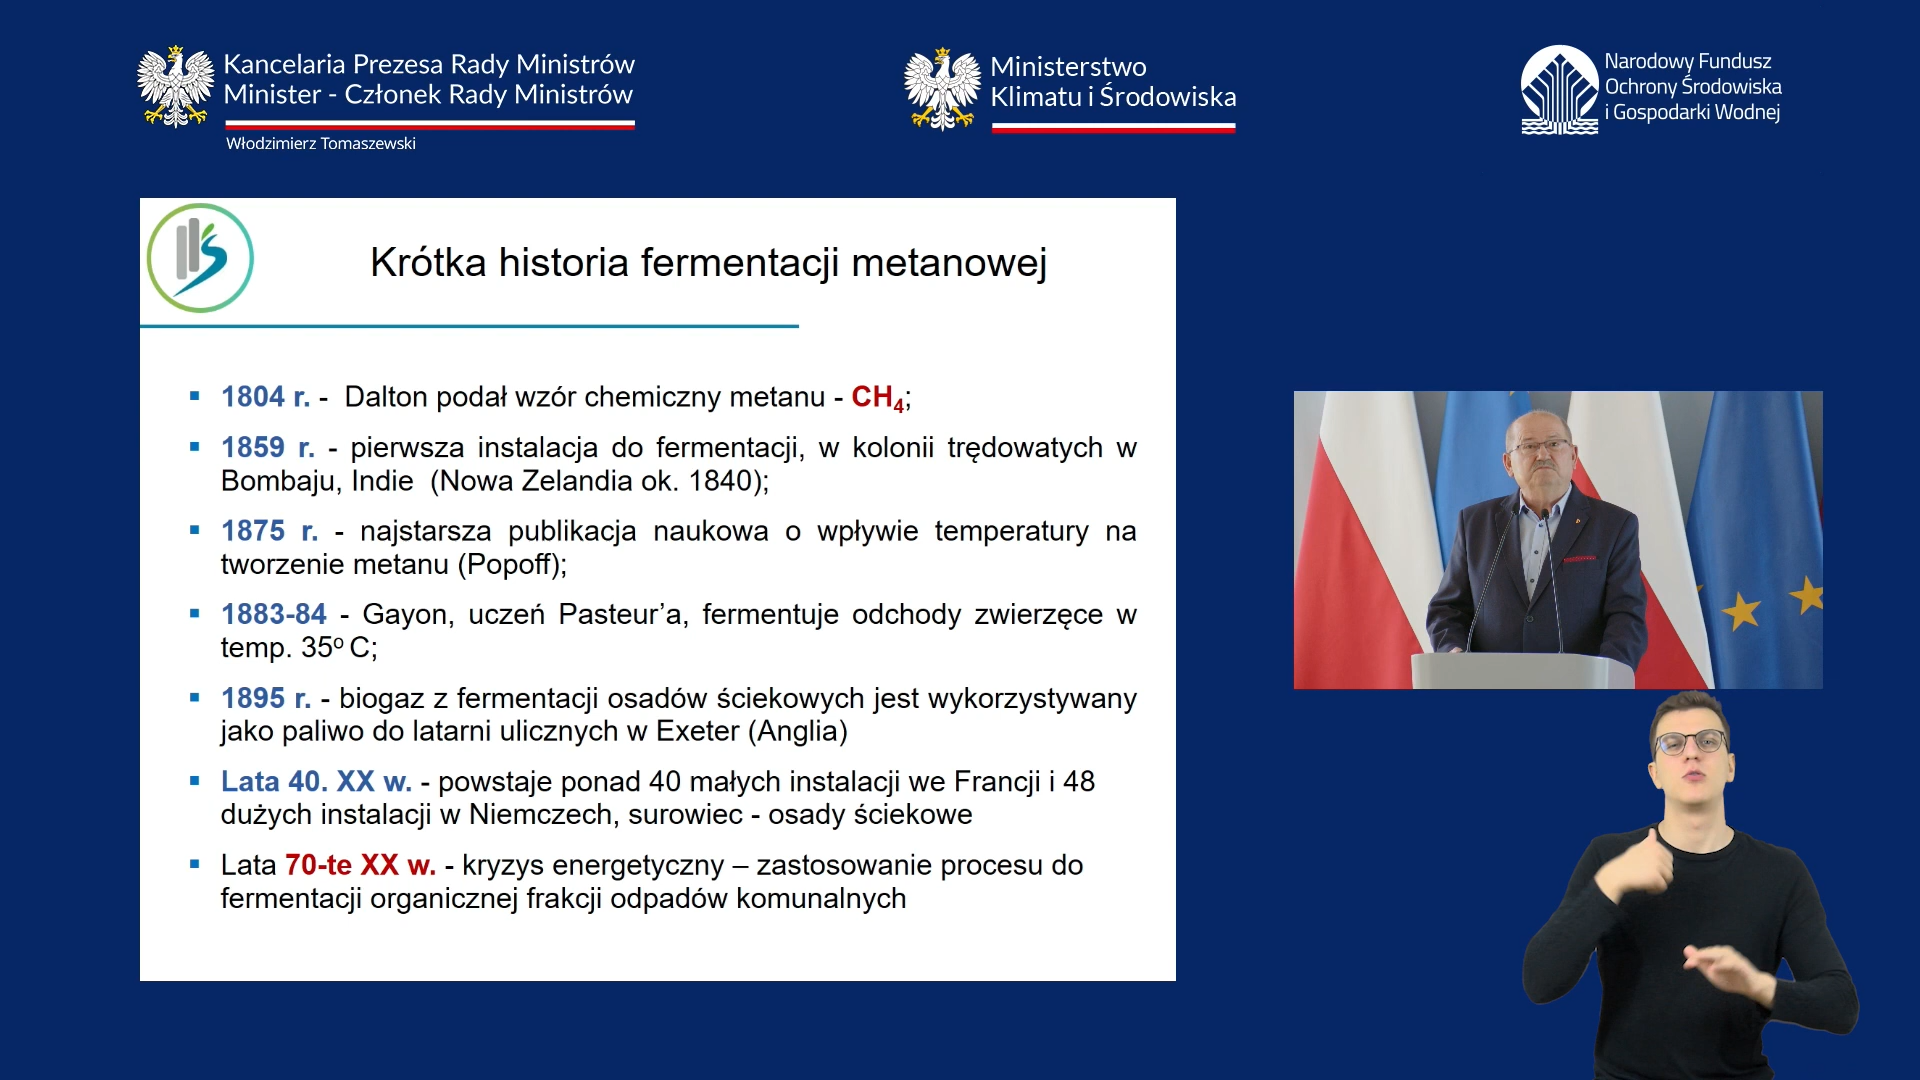 Kancelaria Prezesa Rady Ministrów
Minister - Członek Rady Ministrów
Włodzimierz Tomaszewski
Ministerstwo
Klimatu i Środowiska
Narodowy Fundusz
Ochrony Środowiska
i Gospodarki Wodnej
Krótka historia fermentacji metanowej
▪ 1804 r. - Dalton podał wzór chemiczny metanu - CH₄;
▪ 1859 r. - pierwsza instalacja do fermentacji, w kolonii trędowatych w
Bombaju, Indie (Nowa Zelandia ok. 1840);
▪ 1875 r. - najstarsza publikacja naukowa o wpływie temperatury na
tworzenie metanu (Popoff);
▪ 1883-84 - Gayon, uczeń Pasteur’a, fermentuje odchody zwierzęce w
temp. 35º C;
▪ 1895 r. - biogaz z fermentacji osadów ściekowych jest wykorzystywany
jako paliwo do latarni ulicznych w Exeter (Anglia)
▪ Lata 40. XX w. - powstaje ponad 40 małych instalacji we Francji i 48
dużych instalacji w Niemczech, surowiec - osady ściekowe
▪ Lata 70-te XX w. - kryzys energetyczny – zastosowanie procesu do
fermentacji organicznej frakcji odpadów komunalnych